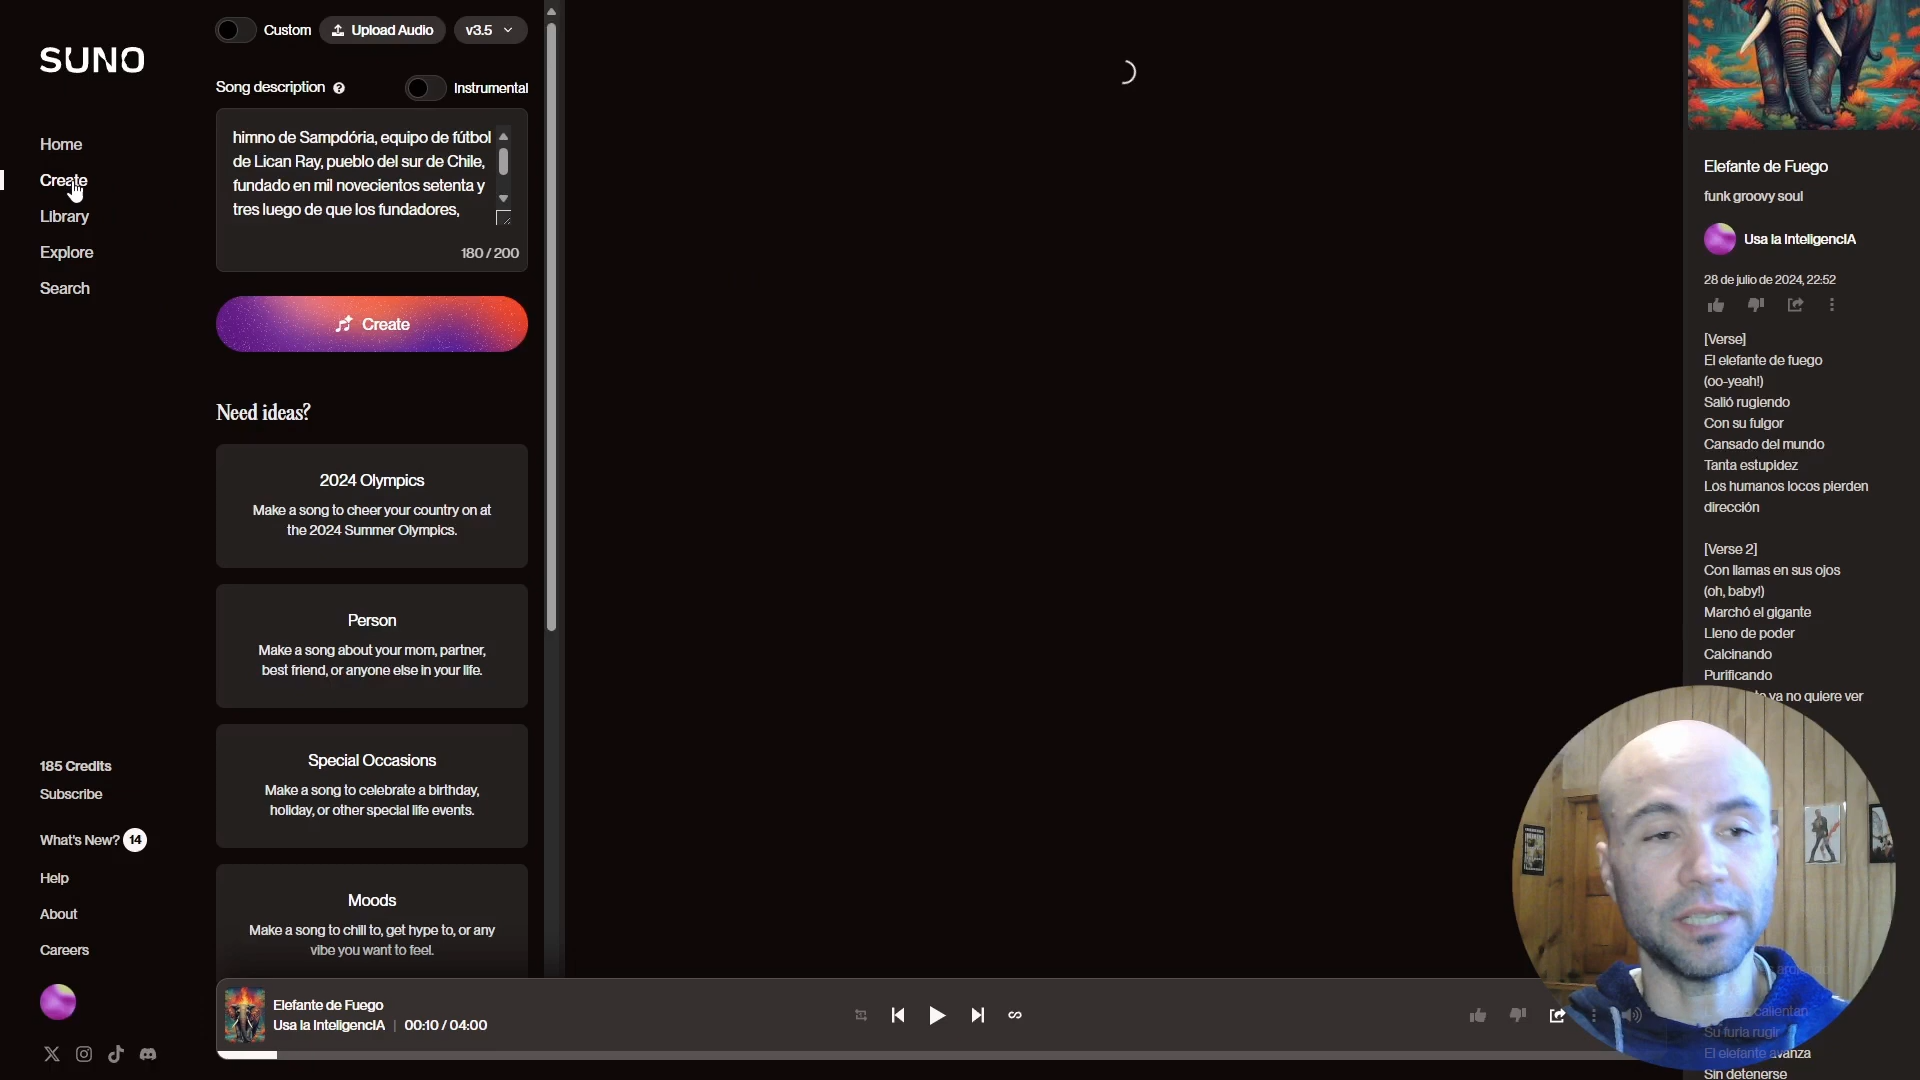 SUNO
Home
Create
Library
Explore
Search
185 Credits
Subscribe
What's New? 14
Help
About
Careers
Custom
Upload Audio
v3.5
Song description
Instrumental
himno de Sampdória, equipo de fútbol
de Lican Ray, pueblo del sur de Chile,
fundado en mil novecientos setenta y
tres luego de que los fundadores,
180 / 200
Create
Need ideas?
2024 Olympics
Make a song to cheer your country on at
the 2024 Summer Olympics.
Person
Make a song about your mom, partner,
best friend, or anyone else in your life.
Special Occasions
Make a song to celebrate a birthday,
holiday, or other special life events.
Moods
Make a song to chill to, get hype to, or any
vibe you want to feel.
Elefante de Fuego
Usa la InteligencIA | 00:10 / 04:00
Elefante de Fuego
funk groovy soul
Usa la InteligencIA
28 de julio de 2024, 22:52
[Verse]
El elefante de fuego
(oo-yeah!)
Salió rugiendo
Con su fulgor
Cansado del mundo
Tanta estupidez
Los humanos locos pierden
dirección
[Verse 2]
Con llamas en sus ojos
(oh, baby!)
Marchó el gigante
Lleno de poder
Calcinando
Purificando
ya no quiere ver
calientan
Su furia rugir
El elefante avanza
Sin detenerse